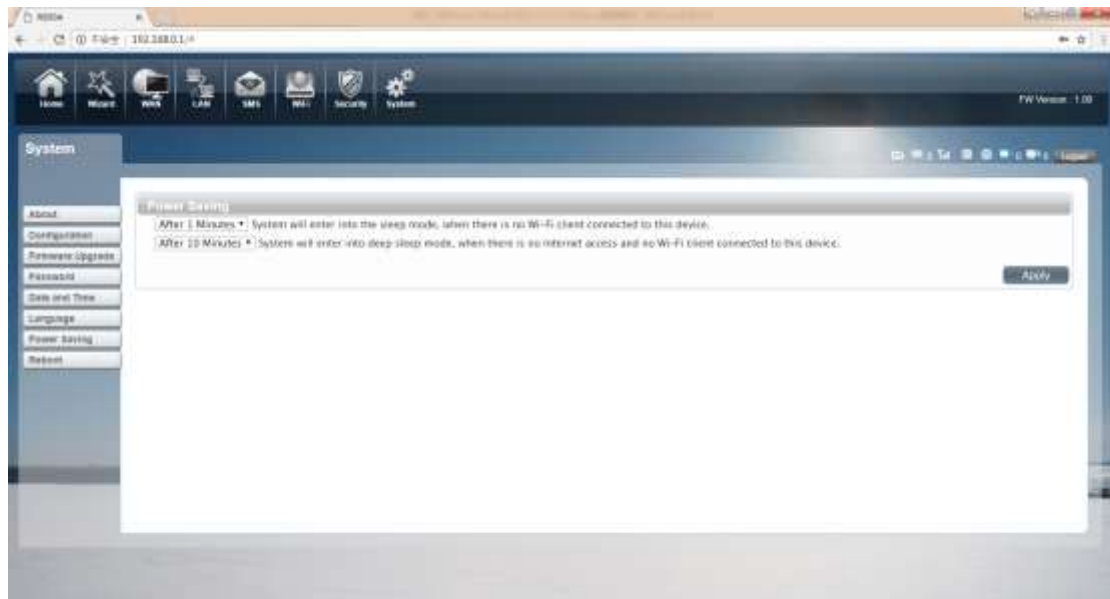 192.168.0.1/#
Home Wizard WAN LAN SMS Wi-Fi Security System
FW Version : 1.00
System
Logout
About
Configuration
Firmware Upgrade
Password
Date and Time
Language
Power Saving
Reboot
Power Saving
After 1 Minutes System will enter into the sleep mode, when there is no Wi-Fi client connected to this device.
After 10 Minutes System will enter into deep sleep mode, when there is no internet access and no Wi-Fi client connected to this device.
Apply